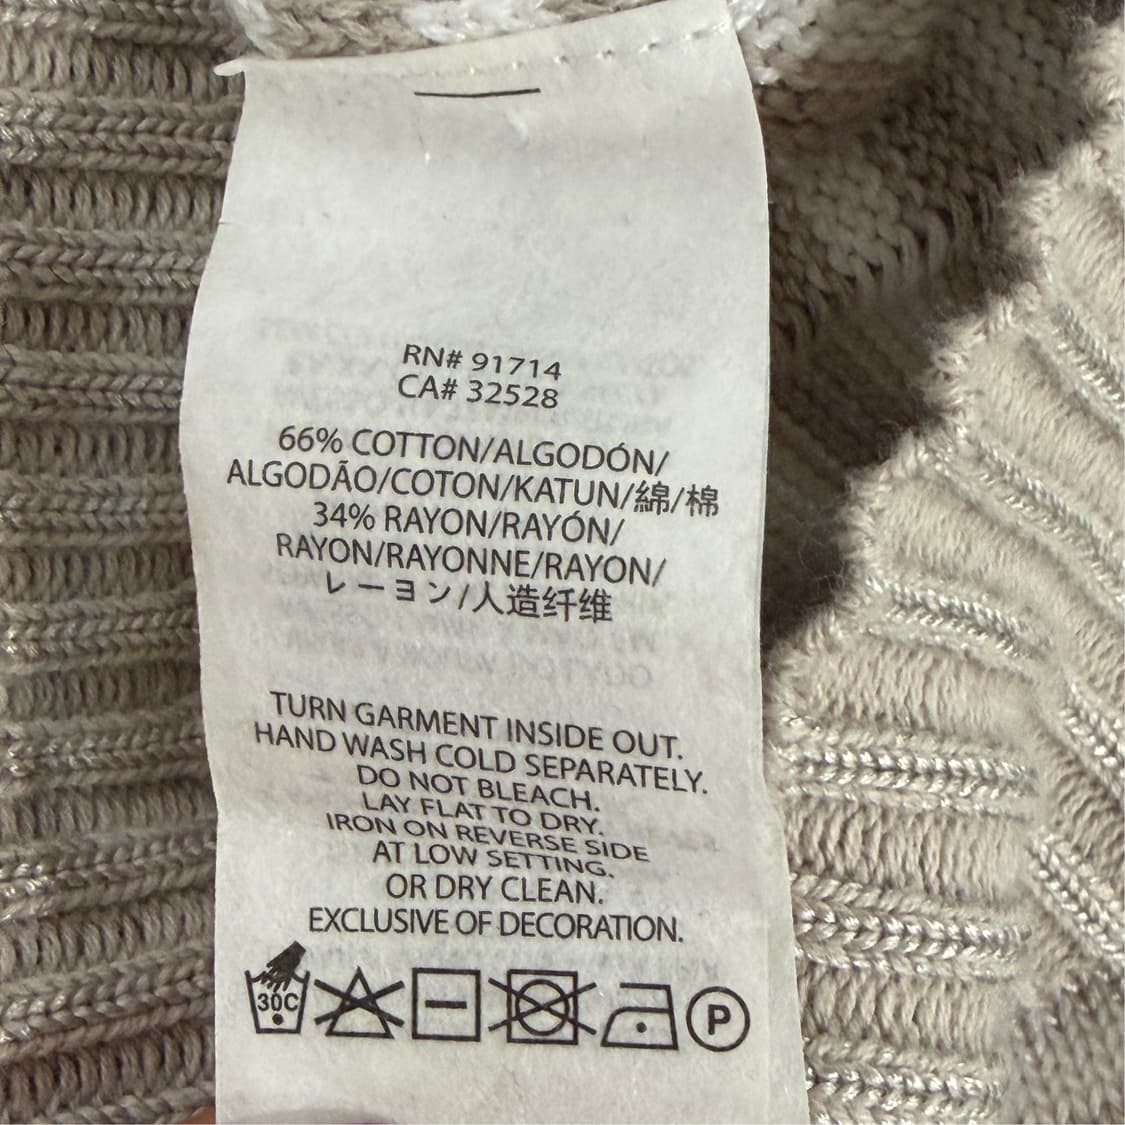 RN# 91714
CA# 32528
66% COTTON/ALGODÓN/
ALGODÃO/COTON/KATUN/綿/棉
34% RAYON/RAYÓN/
RAYON/RAYONNE/RAYON/
レーヨン/人造纤维
TURN GARMENT INSIDE OUT.
HAND WASH COLD SEPARATELY.
DO NOT BLEACH.
LAY FLAT TO DRY.
IRON ON REVERSE SIDE
AT LOW SETTING.
OR DRY CLEAN.
EXCLUSIVE OF DECORATION.
30C P